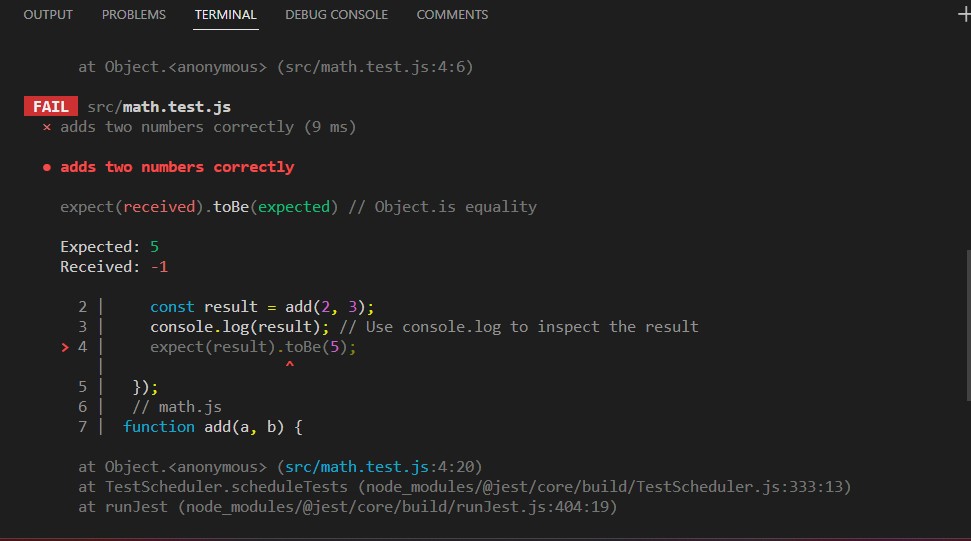 OUTPUT PROBLEMS TERMINAL DEBUG CONSOLE COMMENTS
at Object.<anonymous> (src/math.test.js:4:6)
FAIL src/math.test.js
× adds two numbers correctly (9 ms)
● adds two numbers correctly
expect(received).toBe(expected) // Object.is equality
Expected: 5
Received: -1
2 | const result = add(2, 3);
3 | console.log(result); // Use console.log to inspect the result
> 4 | expect(result).toBe(5);
| ^
5 | });
6 | // math.js
7 | function add(a, b) {
at Object.<anonymous> (src/math.test.js:4:20)
at TestScheduler.scheduleTests (node_modules/@jest/core/build/TestScheduler.js:333:13)
at runJest (node_modules/@jest/core/build/runJest.js:404:19)